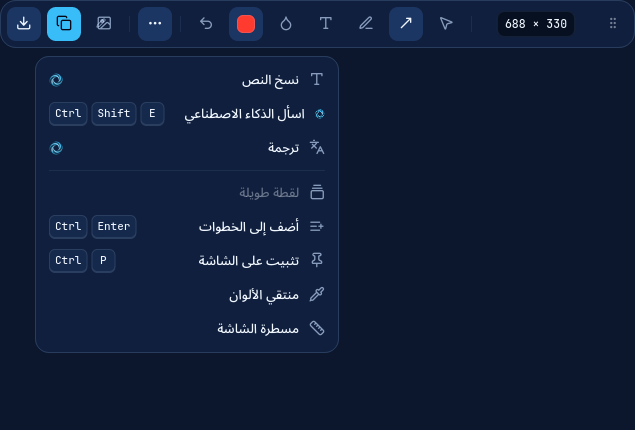 688 × 330
نسخ النص
اسأل الذكاء الاصطناعي Ctrl Shift E
ترجمة
لقطة طويلة
أضف إلى الخطوات Ctrl Enter
تثبيت على الشاشة Ctrl P
منتقي الألوان
مسطرة الشاشة